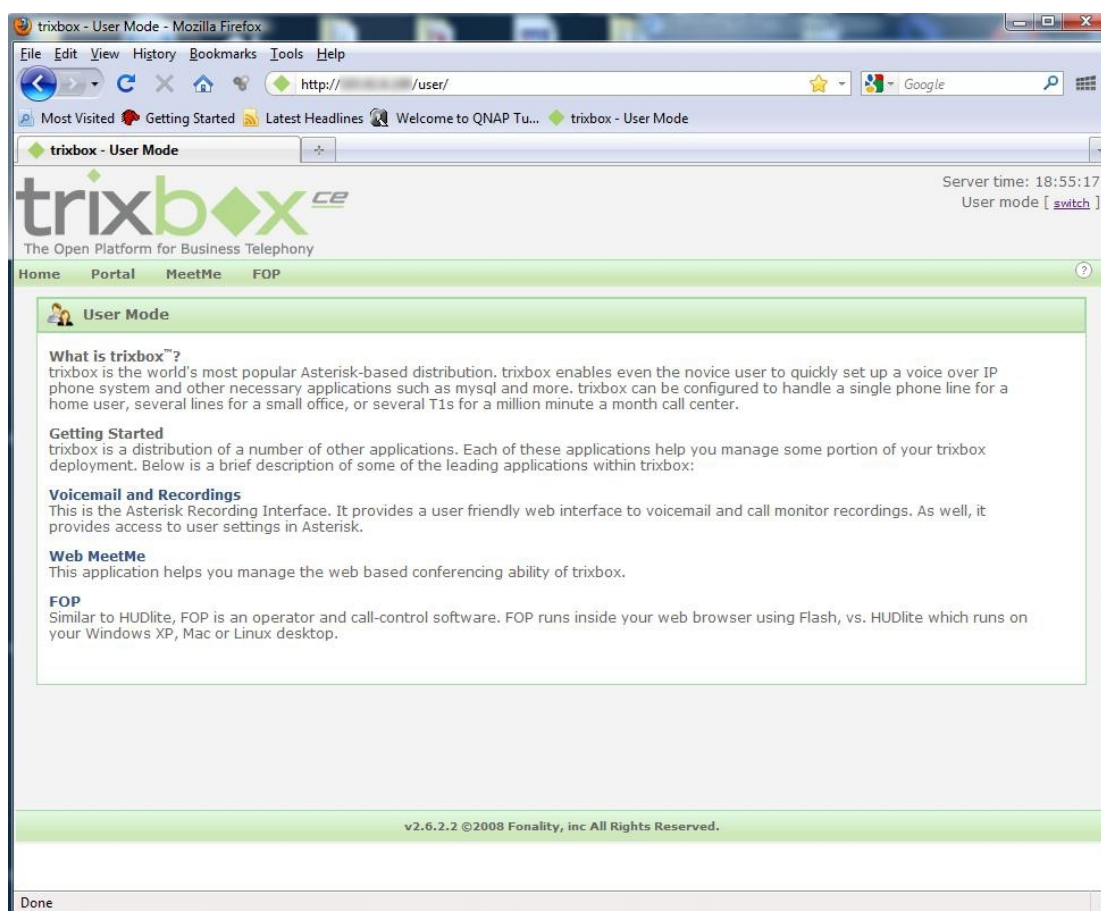 trixbox - User Mode - Mozilla Firefox
File Edit View History Bookmarks Tools Help
http:// /user/
Google
Most Visited Getting Started Latest Headlines Welcome to QNAP Tu... trixbox - User Mode
trixbox - User Mode
trixbox ce
The Open Platform for Business Telephony
Server time: 18:55:17
User mode [ switch ]
Home Portal MeetMe FOP ?
User Mode
What is trixbox™?
trixbox is the world's most popular Asterisk-based distribution. trixbox enables even the novice user to quickly set up a voice over IP
phone system and other necessary applications such as mysql and more. trixbox can be configured to handle a single phone line for a
home user, several lines for a small office, or several T1s for a million minute a month call center.
Getting Started
trixbox is a distribution of a number of other applications. Each of these applications help you manage some portion of your trixbox
deployment. Below is a brief description of some of the leading applications within trixbox:
Voicemail and Recordings
This is the Asterisk Recording Interface. It provides a user friendly web interface to voicemail and call monitor recordings. As well, it
provides access to user settings in Asterisk.
Web MeetMe
This application helps you manage the web based conferencing ability of trixbox.
FOP
Similar to HUDlite, FOP is an operator and call-control software. FOP runs inside your web browser using Flash, vs. HUDlite which runs on
your Windows XP, Mac or Linux desktop.
v2.6.2.2 ©2008 Fonality, inc All Rights Reserved.
Done